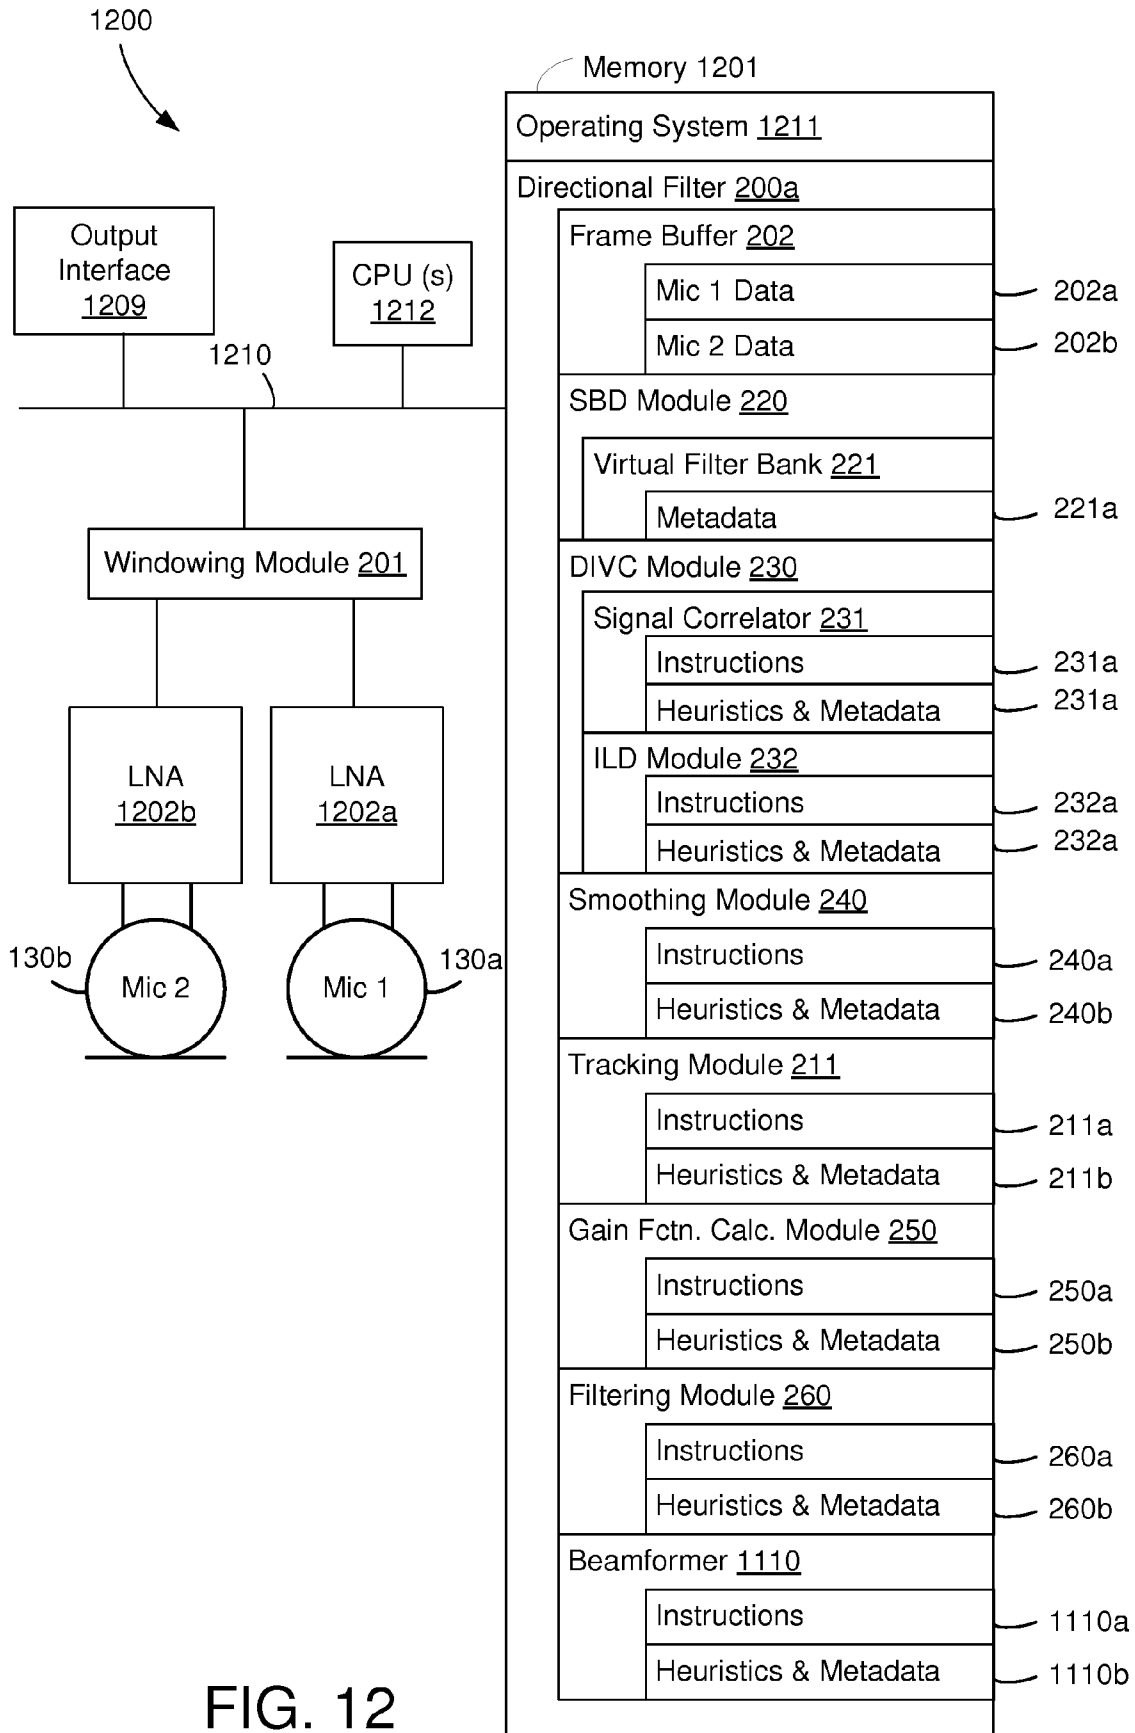 1200
Memory 1201
Operating System 1211
Directional Filter 200a
Output
Interface
1209
CPU (s)
1212
1210
Frame Buffer 202
Mic 1 Data
202a
Mic 2 Data
202b
SBD Module 220
Virtual Filter Bank 221
Metadata
221a
Windowing Module 201
DIVC Module 230
Signal Correlator 231
Instructions
231a
Heuristics & Metadata
231a
ILD Module 232
Instructions
232a
Heuristics & Metadata
232a
LNA
1202b
LNA
1202a
Smoothing Module 240
Instructions
240a
Heuristics & Metadata
240b
130b
Mic 2
Mic 1
130a
Tracking Module 211
Instructions
211a
Heuristics & Metadata
211b
Gain Fctn. Calc. Module 250
Instructions
250a
Heuristics & Metadata
250b
Filtering Module 260
Instructions
260a
Heuristics & Metadata
260b
Beamformer 1110
Instructions
1110a
Heuristics & Metadata
1110b
FIG. 12